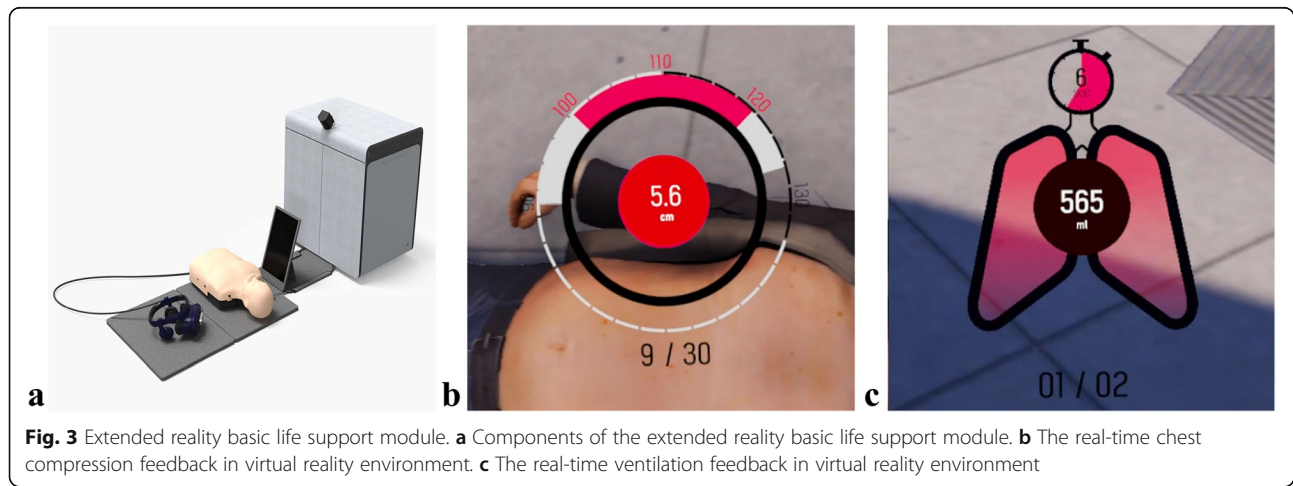 a
110
100
120
130
5.6
cm
9 / 30
b
6
565
ml
01 / 02
c
Fig. 3 Extended reality basic life support module. a Components of the extended reality basic life support module. b The real-time chest
compression feedback in virtual reality environment. c The real-time ventilation feedback in virtual reality environment